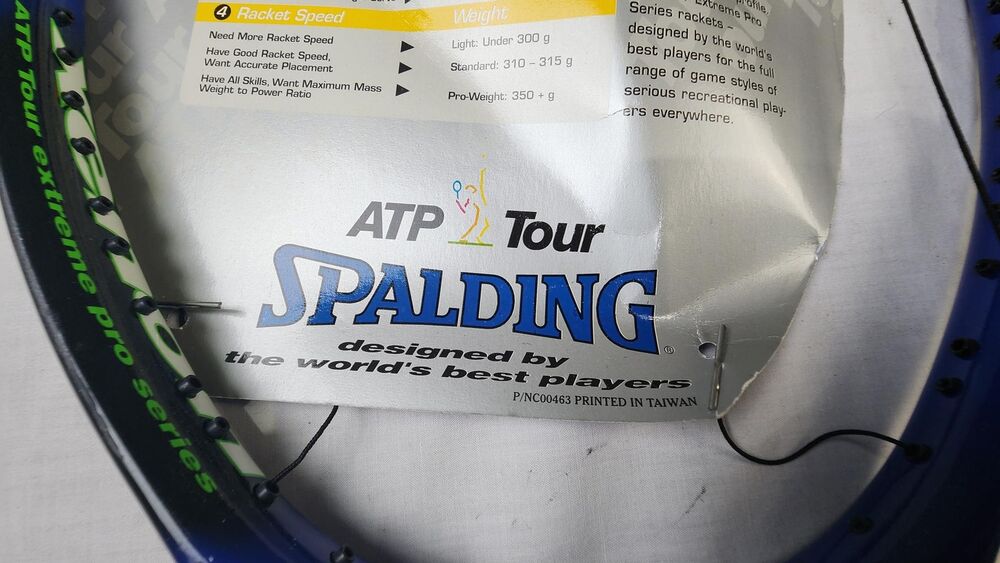 4 Racket Speed Weight
Need More Racket Speed Light: Under 300 g
Have Good Racket Speed,
Want Accurate Placement Standard: 310 – 315 g
Have All Skills, Want Maximum Mass
Weight to Power Ratio Pro-Weight: 350 + g
profile,
Extreme Pro
Series rackets –
designed by the world's
best players for the full
range of game styles of
serious recreational play-
ers everywhere.
ATP Tour
SPALDING®
designed by
the world's best players
P/NC00463 PRINTED IN TAIWAN
ATP Tour extreme pro series